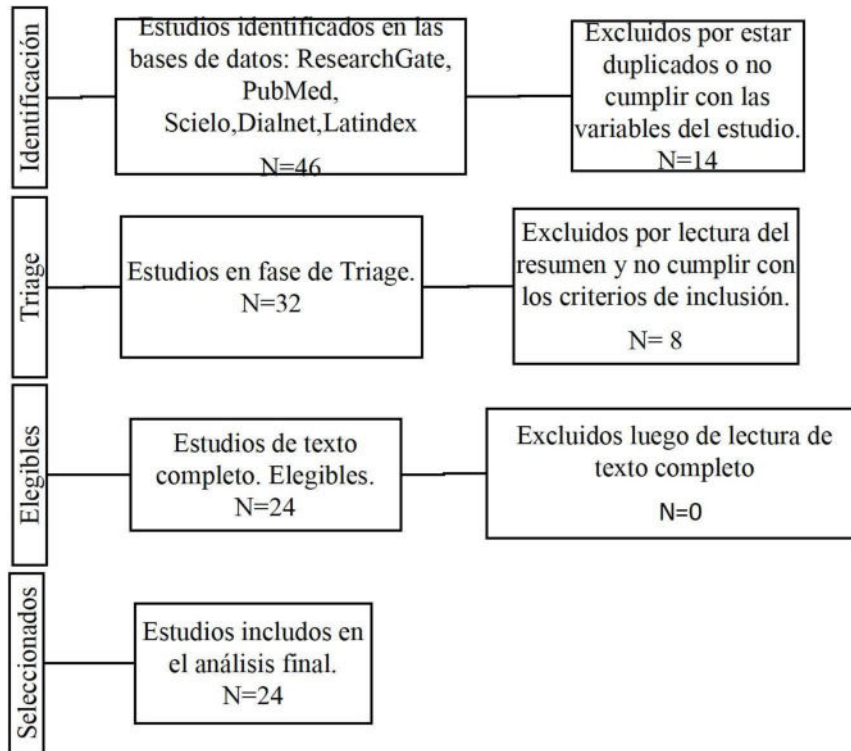 Identificación
Estudios identificados en las
bases de datos: ResearchGate,
PubMed,
Scielo,Dialnet,Latindex
N=46
Excluidos por estar
duplicados o no
cumplir con las
variables del estudio.
N=14
Triage
Estudios en fase de Triage.
N=32
Excluidos por lectura del
resumen y no cumplir con
los criterios de inclusión.
N= 8
Elegibles
Estudios de texto
completo. Elegibles.
N=24
Excluidos luego de lectura de
texto completo
N=0
Seleccionados
Estudios includos en
el análisis final.
N=24